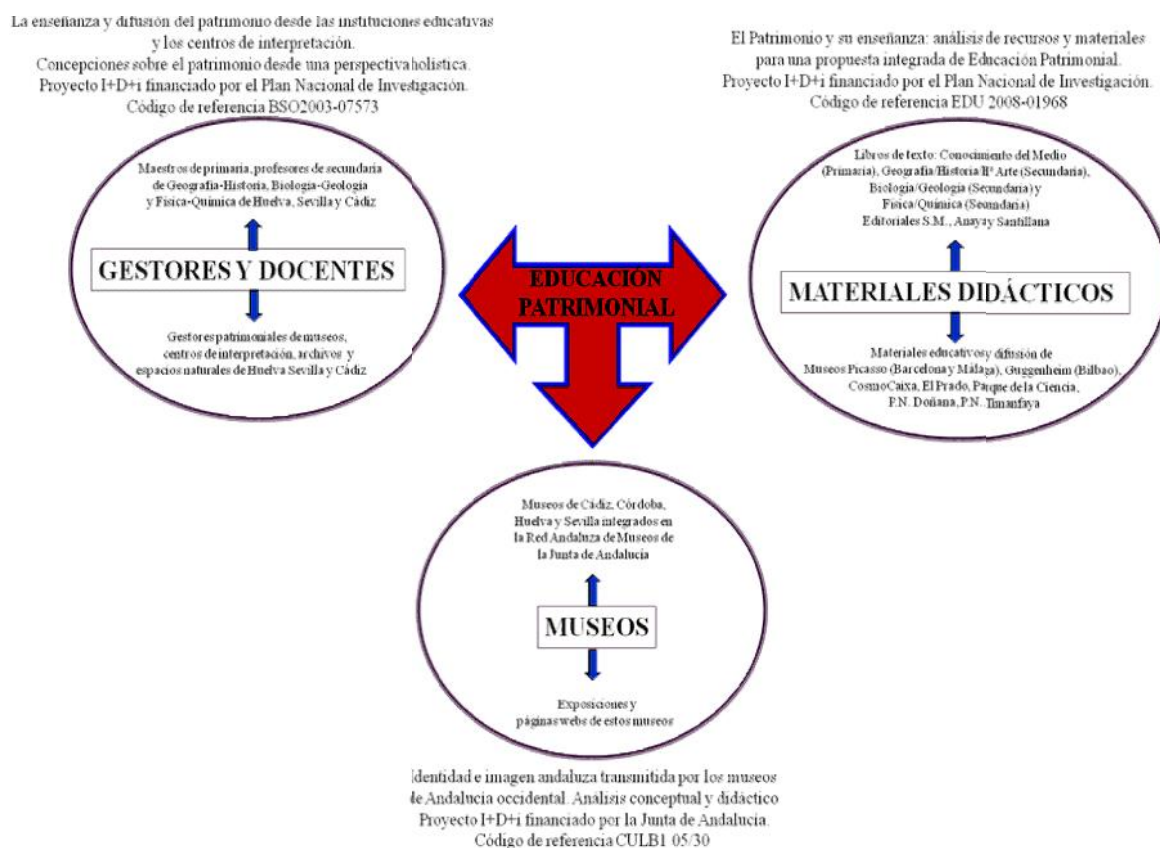 La enseñanza y difusión del patrimonio desde las instituciones educativas
y los centros de interpretación.
Concepciones sobre el patrimonio desde una perspectiva holística.
Proyecto I+D+i financiado por el Plan Nacional de Investigación.
Código de referencia BSO2003-07573
Maestros de primaria, profesores de secundaria
de Geografía-Historia, Biología-Geología
y Física-Química de Huelva, Sevilla y Cádiz
GESTORES Y DOCENTES
Gestores patrimoniales de museos,
centros de interpretación, archivos y
espacios naturales de Huelva Sevilla y Cádiz
EDUCACIÓN
PATRIMONIAL
El Patrimonio y su enseñanza: análisis de recursos y materiales
para una propuesta integrada de Educación Patrimonial.
Proyecto I+D+i financiado por el Plan Nacional de Investigación.
Código de referencia EDU 2008-01968
Libros de texto: Conocimiento del Medio
(Primaria), Geografía/Historia/Hª Arte (Secundaria),
Biología/Geología (Secundaria) y
Física/Química (Secundaria)
Editoriales S.M., Anaya y Santillana
MATERIALES DIDÁCTICOS
Materiales educativos y difusión de
Museos Picasso (Barcelona y Málaga), Guggenheim (Bilbao),
CosmoCaixa, El Prado, Parque de la Ciencia,
P.N. Doñana, P.N. Timanfaya
Museos de Cádiz, Córdoba,
Huelva y Sevilla integrados en
la Red Andaluza de Museos de
la Junta de Andalucía
MUSEOS
Exposiciones y
páginas webs de estos museos
Identidad e imagen andaluza transmitida por los museos
de Andalucía occidental. Análisis conceptual y didáctico
Proyecto I+D+i financiado por la Junta de Andalucía.
Código de referencia CULB1 05/30